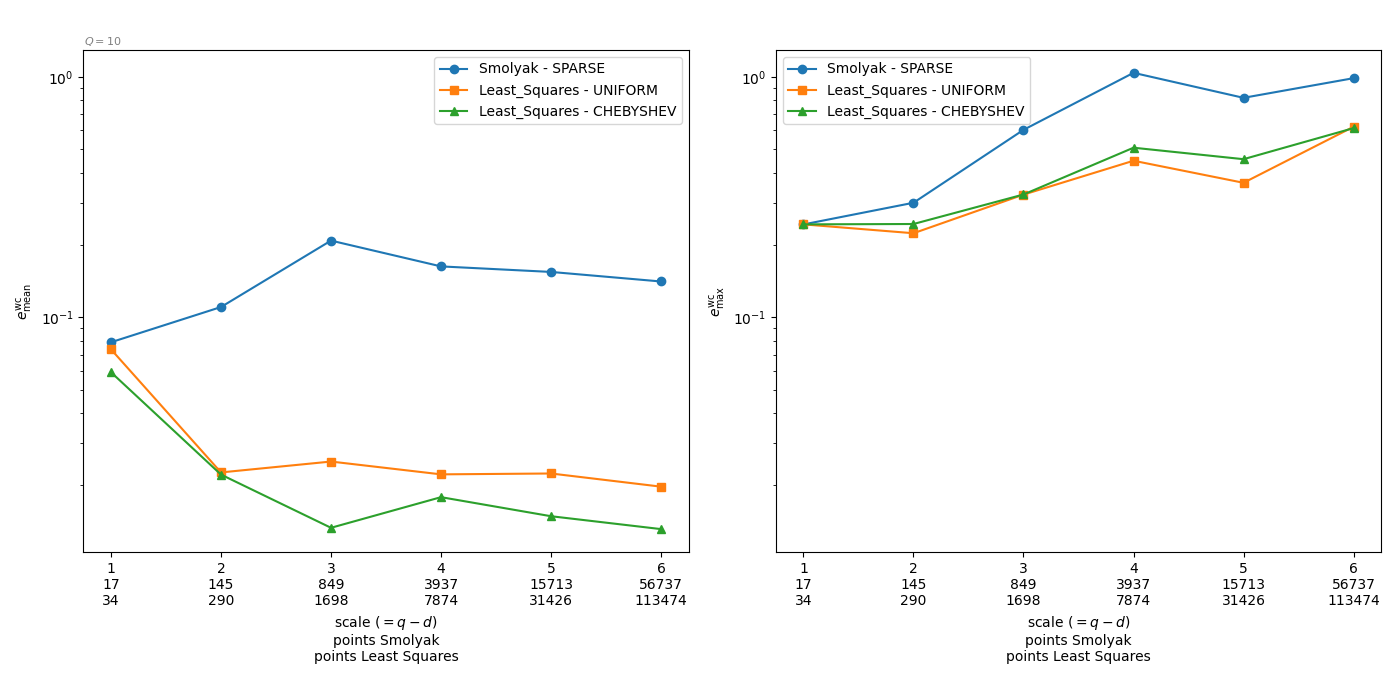 Q = 10
Smolyak - SPARSE
Least_Squares - UNIFORM
Least_Squares - CHEBYSHEV
10⁰
10⁻¹
e^wc_mean
1 2 3 4 5 6
17 145 849 3937 15713 56737
34 290 1698 7874 31426 113474
scale (= q − d)
points Smolyak
points Least Squares
Smolyak - SPARSE
Least_Squares - UNIFORM
Least_Squares - CHEBYSHEV
10⁰
10⁻¹
e^wc_max
1 2 3 4 5 6
17 145 849 3937 15713 56737
34 290 1698 7874 31426 113474
scale (= q − d)
points Smolyak
points Least Squares